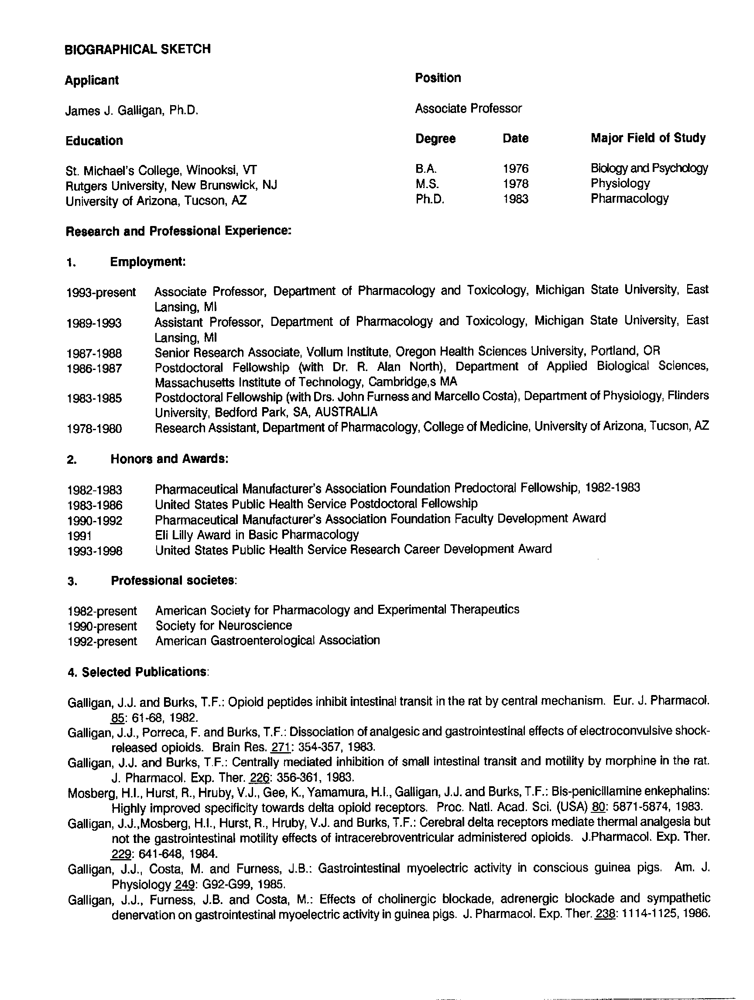 BIOGRAPHICAL SKETCH
Applicant Position
James J. Galligan, Ph.D. Associate Professor
Education Degree Date Major Field of Study
St. Michael's College, Winooksi, VT B.A. 1976 Biology and Psychology
Rutgers University, New Brunswick, NJ M.S. 1978 Physiology
University of Arizona, Tucson, AZ Ph.D. 1983 Pharmacology
Research and Professional Experience:
1. Employment:
1993-present Associate Professor, Department of Pharmacology and Toxicology, Michigan State University, East
Lansing, MI
1989-1993 Assistant Professor, Department of Pharmacology and Toxicology, Michigan State University, East
Lansing, MI
1987-1988 Senior Research Associate, Vollum Institute, Oregon Health Sciences University, Portland, OR
1986-1987 Postdoctoral Fellowship (with Dr. R. Alan North), Department of Applied Biological Sciences,
Massachusetts Institute of Technology, Cambridge,s MA
1983-1985 Postdoctoral Fellowship (with Drs. John Furness and Marcello Costa), Department of Physiology, Flinders
University, Bedford Park, SA, AUSTRALIA
1978-1980 Research Assistant, Department of Pharmacology, College of Medicine, University of Arizona, Tucson, AZ
2. Honors and Awards:
1982-1983 Pharmaceutical Manufacturer's Association Foundation Predoctoral Fellowship, 1982-1983
1983-1986 United States Public Health Service Postdoctoral Fellowship
1990-1992 Pharmaceutical Manufacturer's Association Foundation Faculty Development Award
1991 Eli Lilly Award in Basic Pharmacology
1993-1998 United States Public Health Service Research Career Development Award
3. Professional societes:
1982-present American Society for Pharmacology and Experimental Therapeutics
1990-present Society for Neuroscience
1992-present American Gastroenterological Association
4. Selected Publications:
Galligan, J.J. and Burks, T.F.: Opioid peptides inhibit intestinal transit in the rat by central mechanism. Eur. J. Pharmacol.
85: 61-68, 1982.
Galligan, J.J., Porreca, F. and Burks, T.F.: Dissociation of analgesic and gastrointestinal effects of electroconvulsive shock-
released opioids. Brain Res. 271: 354-357, 1983.
Galligan, J.J. and Burks, T.F.: Centrally mediated inhibition of small intestinal transit and motility by morphine in the rat.
J. Pharmacol. Exp. Ther. 226: 356-361, 1983.
Mosberg, H.I., Hurst, R., Hruby, V.J., Gee, K., Yamamura, H.I., Galligan, J.J. and Burks, T.F.: Bis-penicillamine enkephalins:
Highly improved specificity towards delta opioid receptors. Proc. Natl. Acad. Sci. (USA) 80: 5871-5874, 1983.
Galligan, J.J.,Mosberg, H.I., Hurst, R., Hruby, V.J. and Burks, T.F.: Cerebral delta receptors mediate thermal analgesia but
not the gastrointestinal motility effects of intracerebroventricular administered opioids. J.Pharmacol. Exp. Ther.
229: 641-648, 1984.
Galligan, J.J., Costa, M. and Furness, J.B.: Gastrointestinal myoelectric activity in conscious guinea pigs. Am. J.
Physiology 249: G92-G99, 1985.
Galligan, J.J., Furness, J.B. and Costa, M.: Effects of cholinergic blockade, adrenergic blockade and sympathetic
denervation on gastrointestinal myoelectric activity in guinea pigs. J. Pharmacol. Exp. Ther. 238: 1114-1125, 1986.